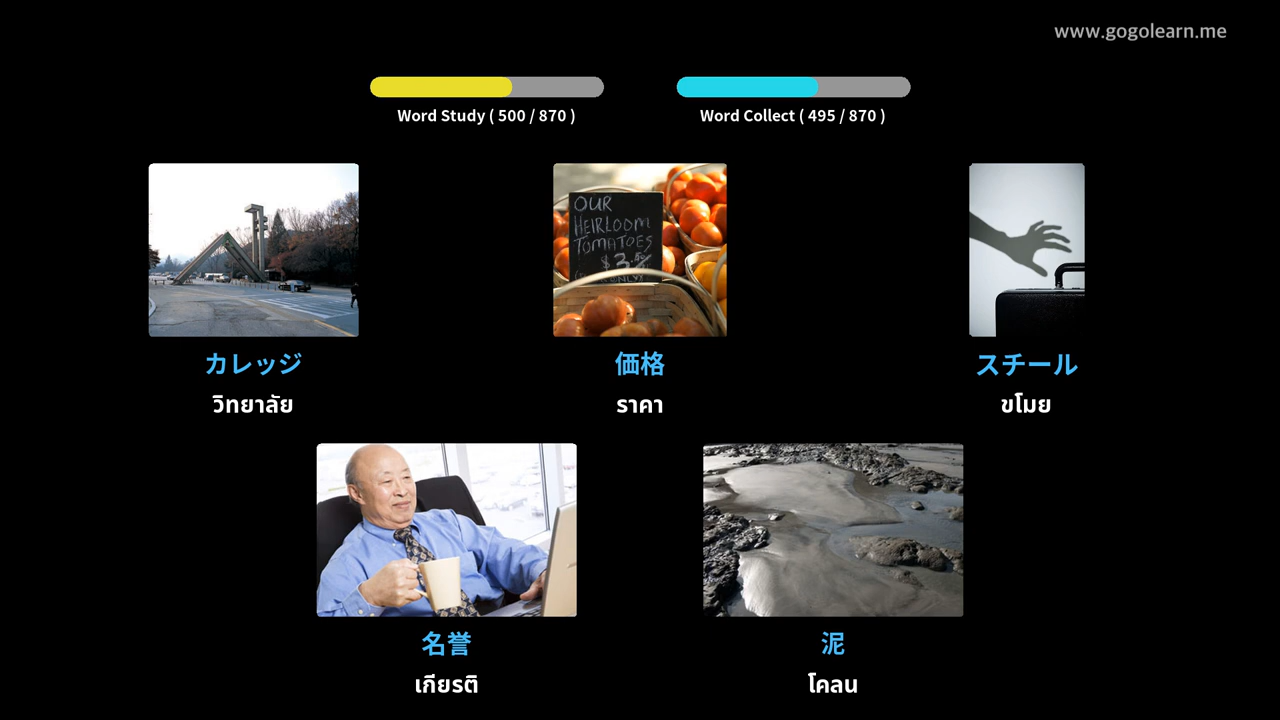 www.gogolearn.me
Word Study ( 500 / 870 )
Word Collect ( 495 / 870 )
OUR
HEIRLOOM
TOMATOES
カレッジ
価格
スチール
วิทยาลัย
ราคา
ขโมย
名誉
泥
เกียรติ
โคลน